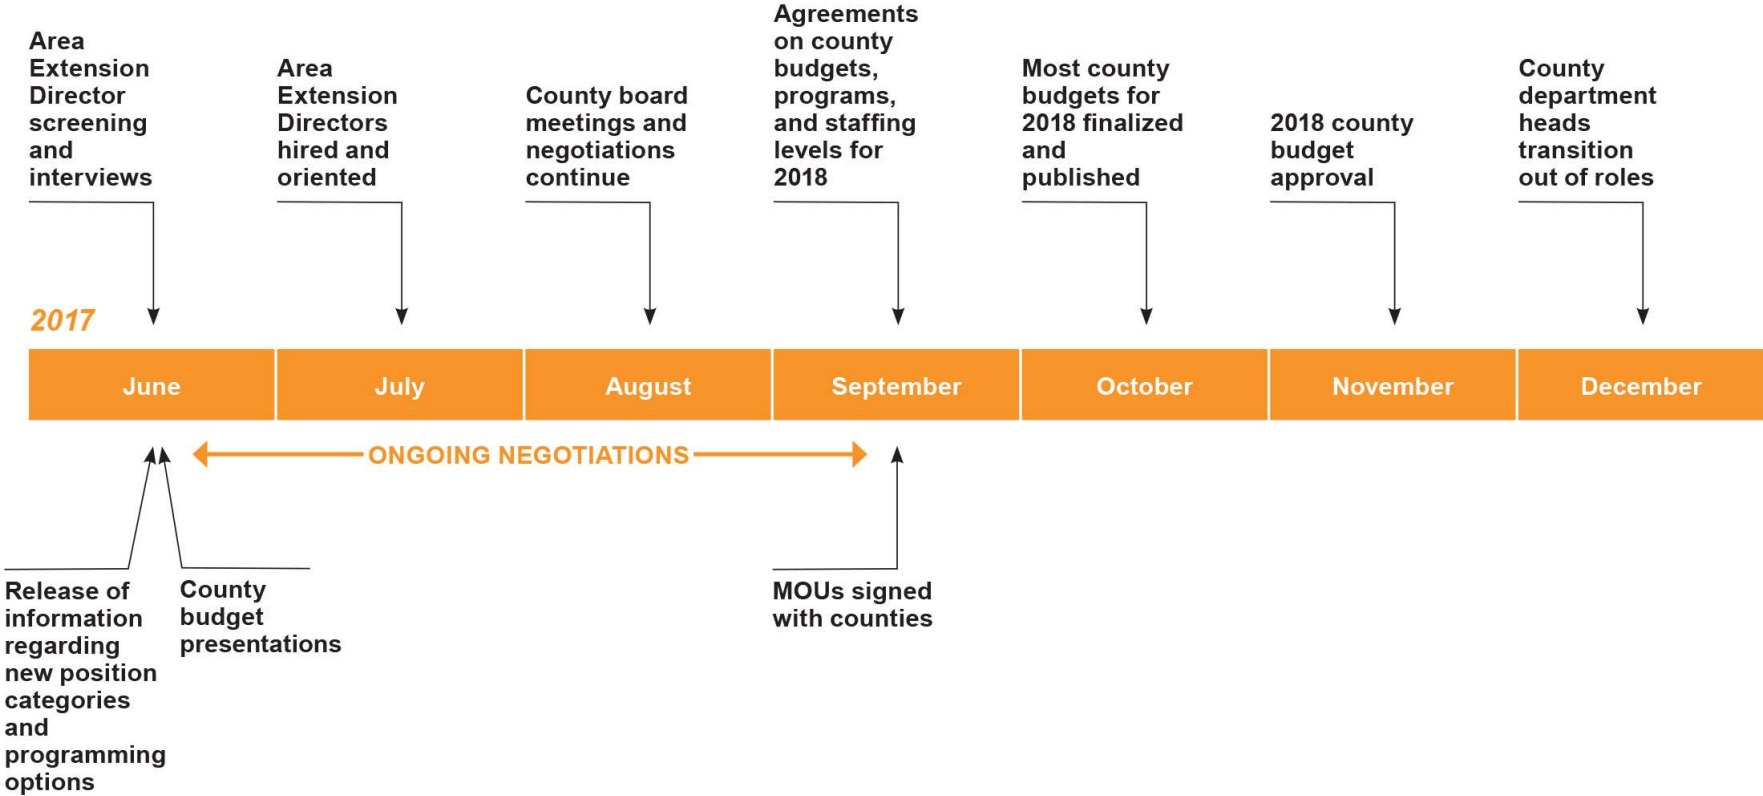 Area
Extension
Director
screening
and
interviews
Area
Extension
Directors
hired and
oriented
County board
meetings and
negotiations
continue
Agreements
on county
budgets,
programs,
and staffing
levels for
2018
Most county
budgets for
2018 finalized
and
published
2018 county
budget
approval
County
department
heads
transition
out of roles
2017
June
July
August
September
October
November
December
ONGOING NEGOTIATIONS
Release of
information
regarding
new position
categories
and
programming
options
County
budget
presentations
MOUs signed
with counties